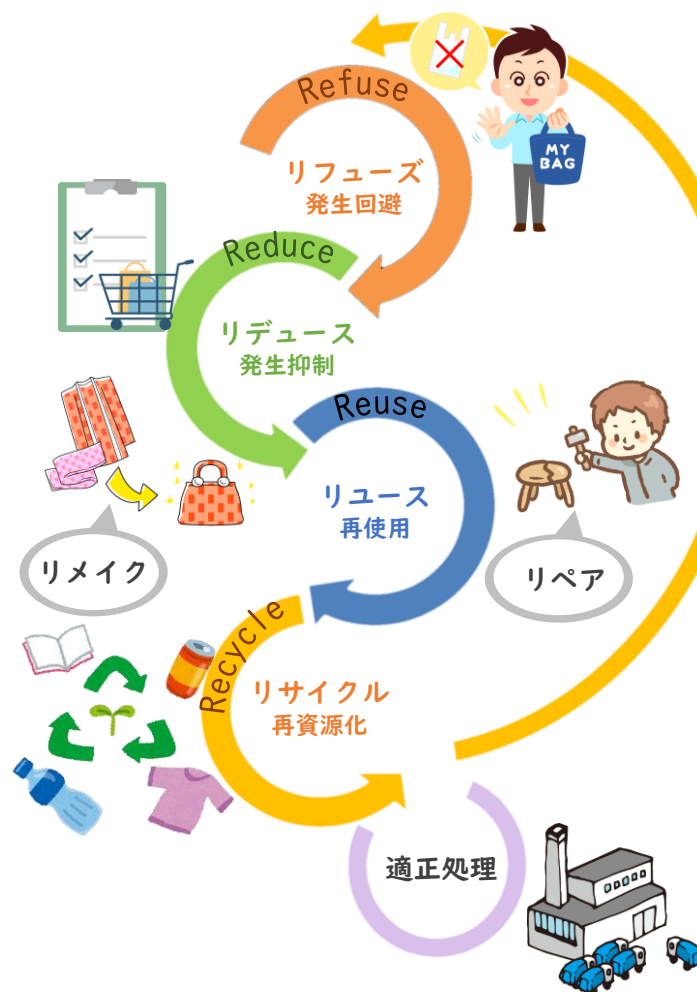 Refuse
MY
BAG
リフューズ
発生回避
Reduce
リデュース
発生抑制
Reuse
リユース
再使用
リメイク
リペア
Recycle
リサイクル
再資源化
適正処理